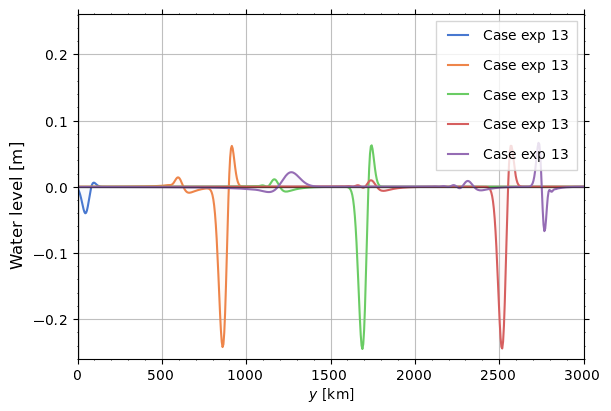 0.2
0.1
0.0
−0.1
−0.2
Water level [m]
Case exp 13
Case exp 13
Case exp 13
Case exp 13
Case exp 13
0 500 1000 1500 2000 2500 3000
y [km]